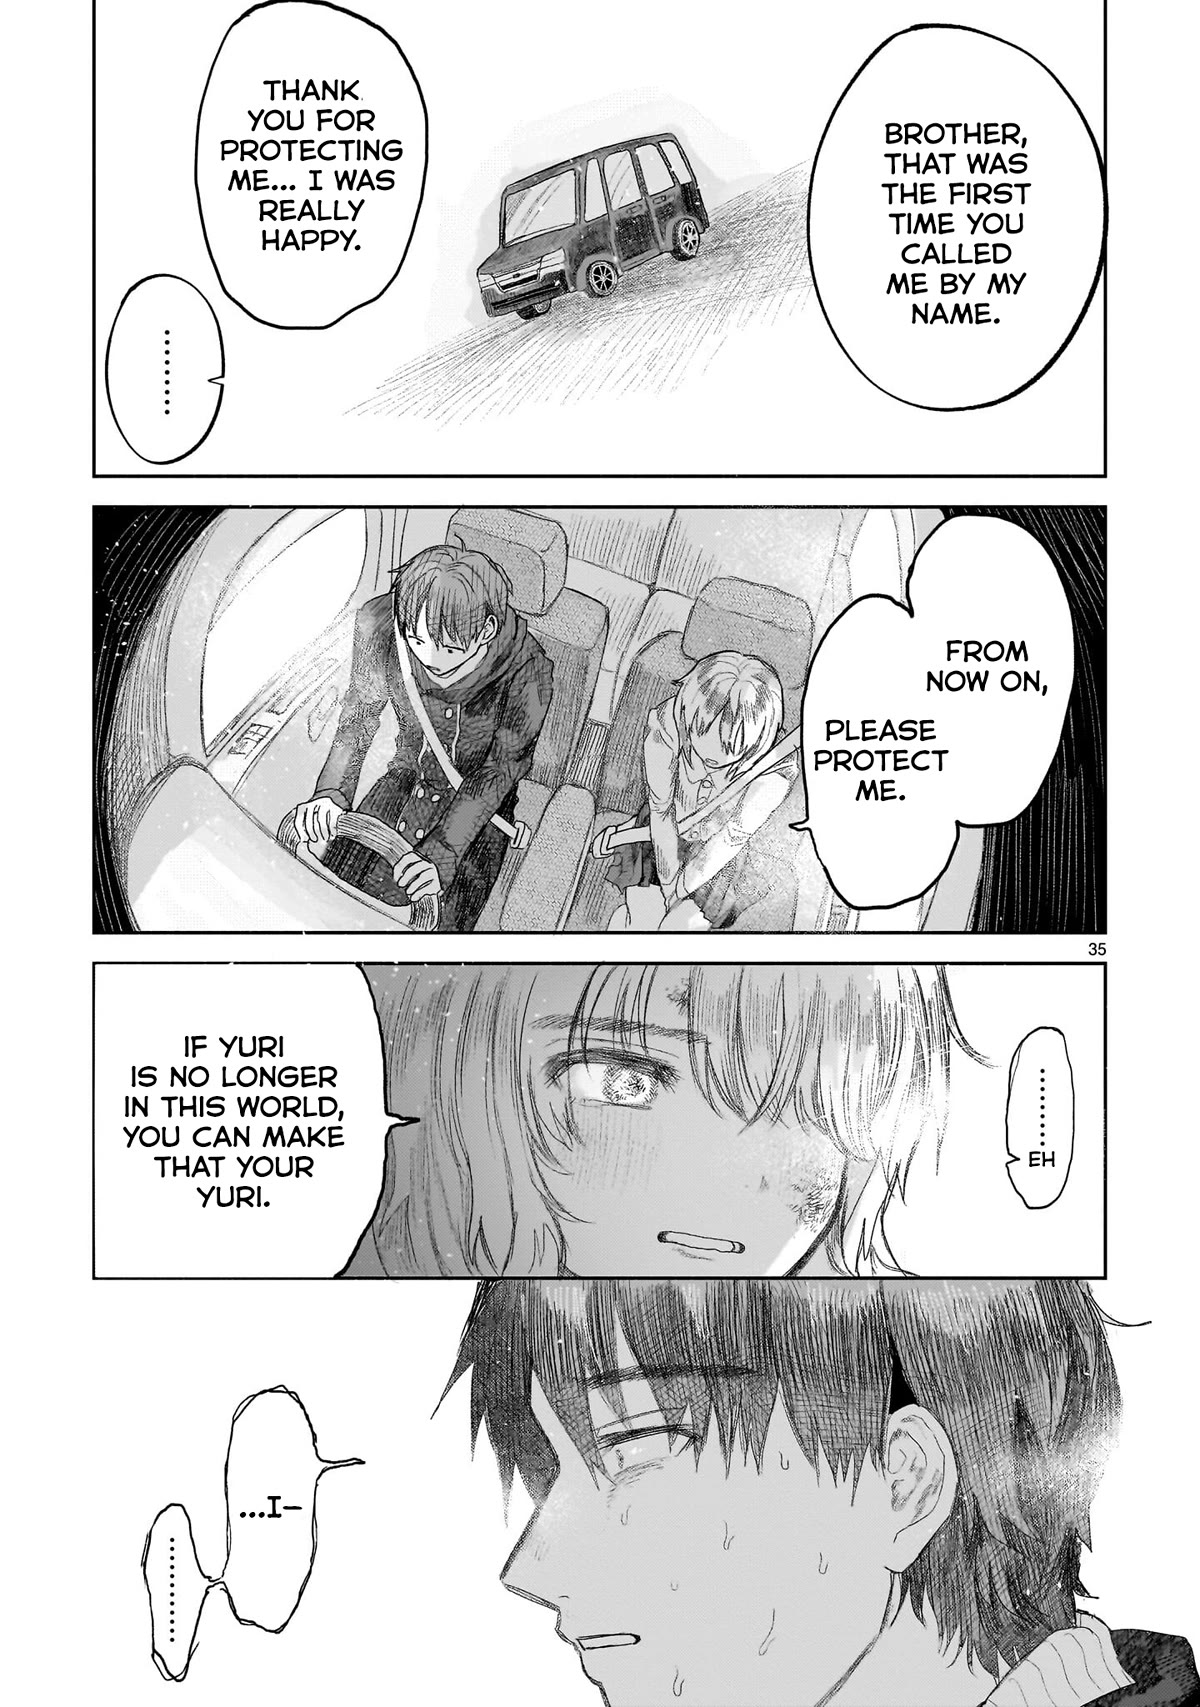 BROTHER,
THAT WAS
THE FIRST
TIME YOU
CALLED
ME BY MY
NAME.
THANK
YOU FOR
PROTECTING
ME... I WAS
REALLY
HAPPY.
.........
FROM
NOW ON,
PLEASE
PROTECT
ME.
35
.........
EH
IF YURI
IS NO LONGER
IN THIS WORLD,
YOU CAN MAKE
THAT YOUR
YURI.
...I–
.........